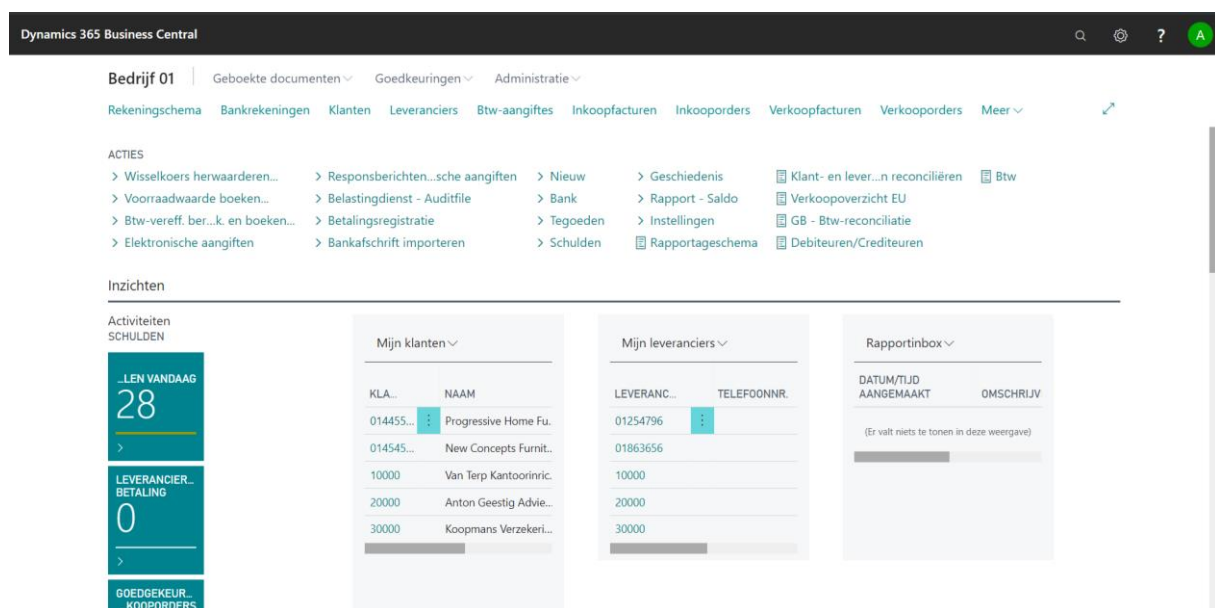 Dynamics 365 Business Central
?
A
Bedrijf 01
Geboekte documenten
Goedkeuringen
Administratie
Rekeningschema
Bankrekeningen
Klanten
Leveranciers
Btw-aangiftes
Inkoopfacturen
Inkooporders
Verkoopfacturen
Verkooporders
Meer
ACTIES
> Wisselkoers herwaarderen...
> Voorraadwaarde boeken...
> Btw-vereff. ber...k. en boeken...
> Elektronische aangiften
> Responsberichten...sche aangiften
> Belastingdienst - Auditfile
> Betalingsregistratie
> Bankafschrift importeren
> Nieuw
> Bank
> Tegoeden
> Schulden
> Geschiedenis
> Rapport - Saldo
> Instellingen
Rapportageschema
Klant- en lever...n reconciliëren
Verkoopoverzicht EU
GB - Btw-reconciliatie
Debiteuren/Crediteuren
Btw
Inzichten
Activiteiten
SCHULDEN
...LEN VANDAAG
28
>
LEVERANCIER...
BETALING
0
>
GOEDGEKEUR...
...KOOPORDERS
Mijn klanten
KLA... NAAM
014455... Progressive Home Fu.
014545... New Concepts Furnit..
10000 Van Terp Kantoorinric.
20000 Anton Geestig Advie...
30000 Koopmans Verzekeri...
Mijn leveranciers
LEVERANC... TELEFOONNR.
01254796
01863656
10000
20000
30000
Rapportinbox
DATUM/TIJD
AANGEMAAKT OMSCHRIJV
(Er valt niets te tonen in deze weergave)